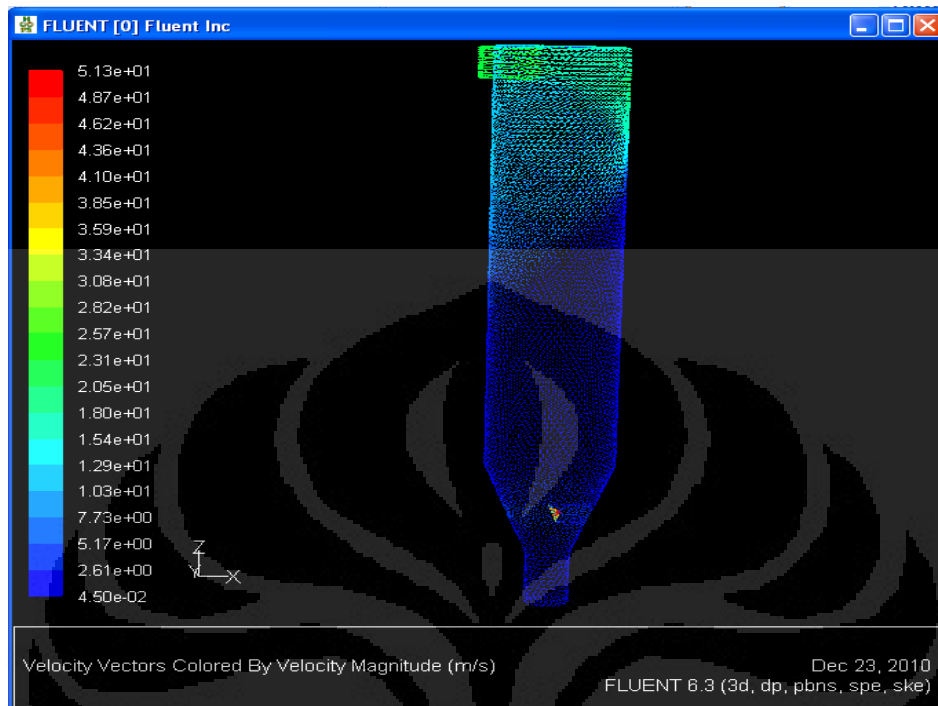 FLUENT [0] Fluent Inc
5.13e+01
4.87e+01
4.62e+01
4.36e+01
4.10e+01
3.85e+01
3.59e+01
3.34e+01
3.08e+01
2.82e+01
2.57e+01
2.31e+01
2.05e+01
1.80e+01
1.54e+01
1.29e+01
1.03e+01
7.73e+00
5.17e+00
2.61e+00
4.50e-02
Z
Y X
Velocity Vectors Colored By Velocity Magnitude (m/s)
Dec 23, 2010
FLUENT 6.3 (3d, dp, pbns, spe, ske)